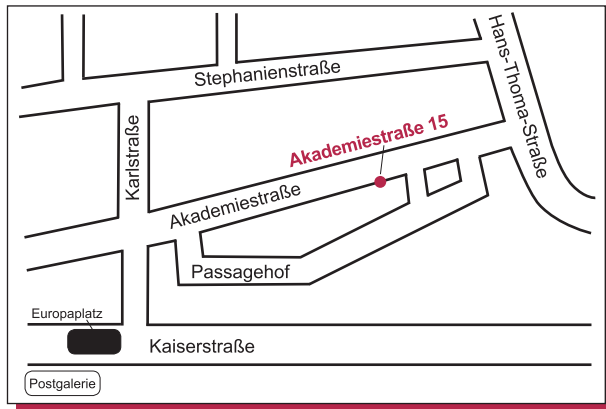 Hans-Thoma-Straße
Stephanienstraße
Akademiestraße 15
Karlstraße
Akademiestraße
Passagehof
Europaplatz
Kaiserstraße
Postgalerie